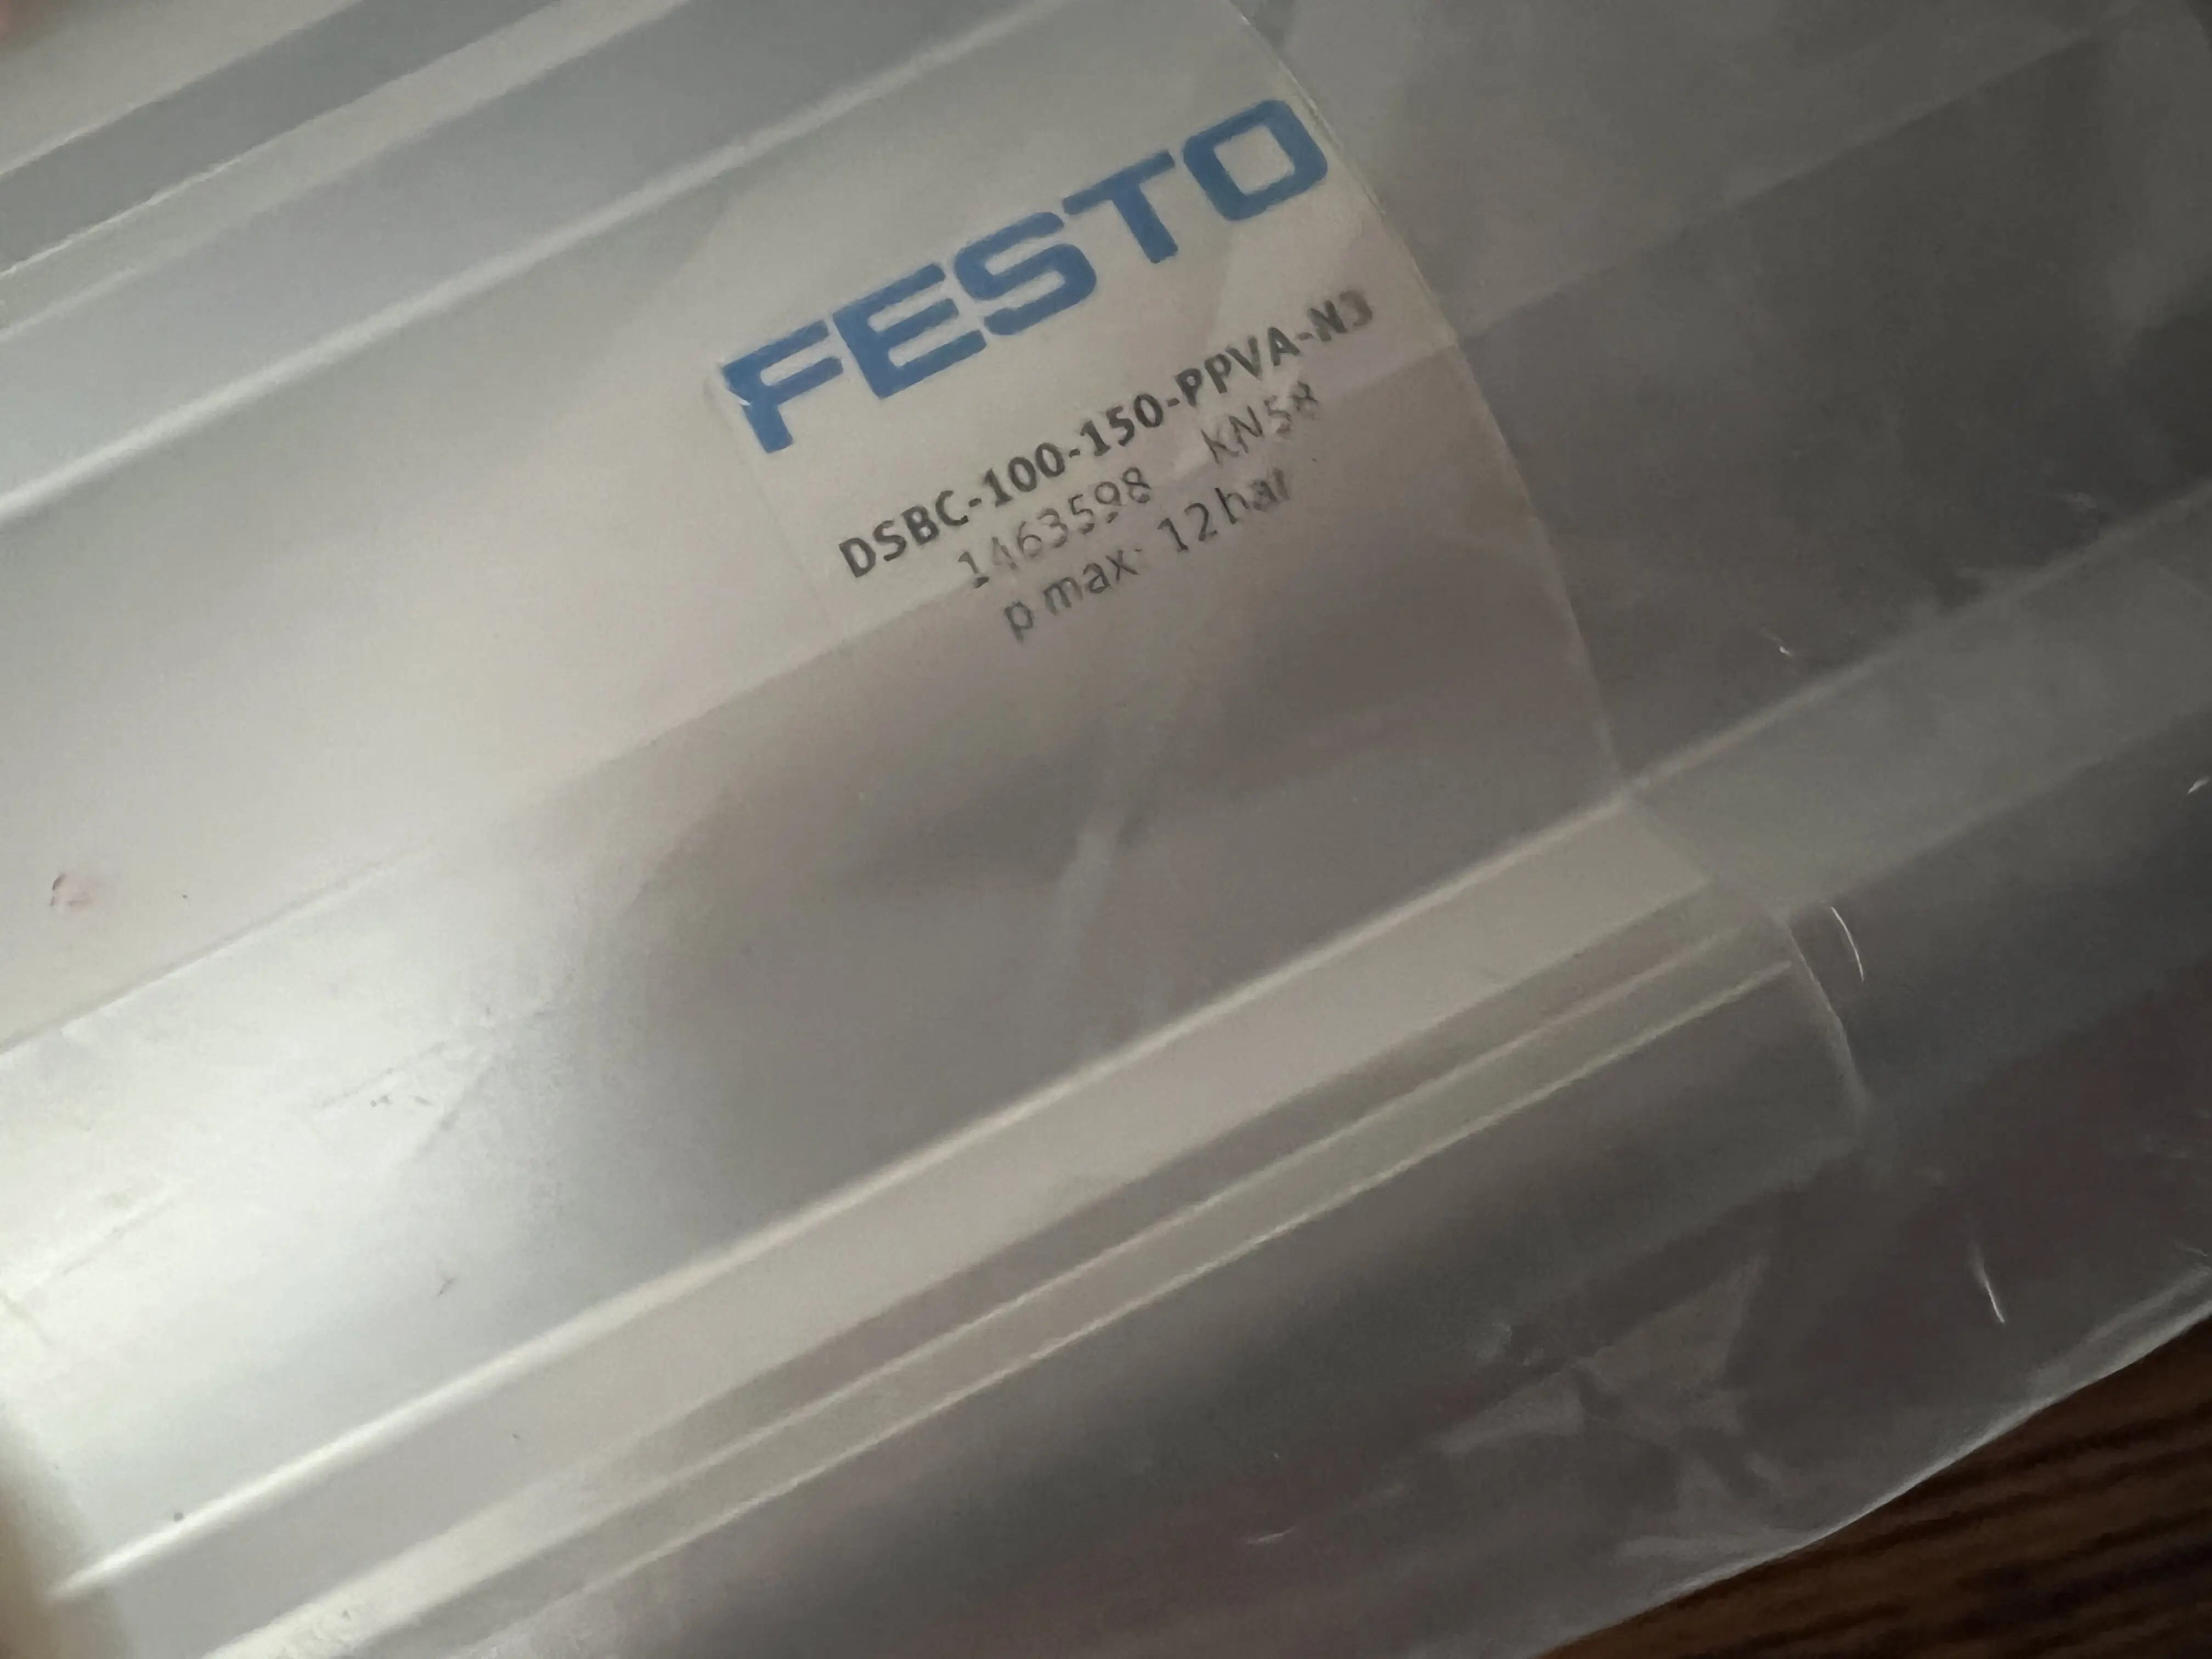 FESTO
DSBC-100-150-PPVA-N3
1463598 KN58
p max: 12 bar